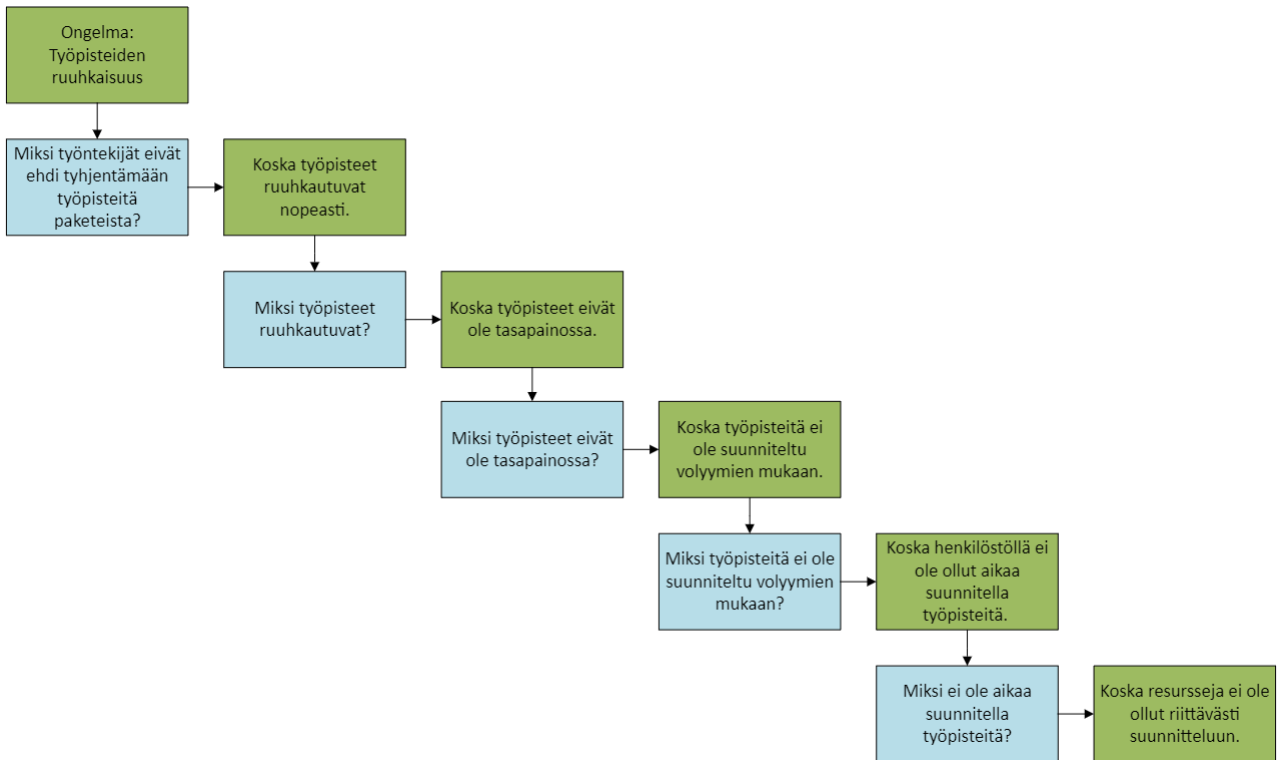 Ongelma:
Työpisteiden
ruuhkaisuus
Miksi työntekijät eivät
ehdi tyhjentämään
työpisteitä
paketeista?
Koska työpisteet
ruuhkautuvat
nopeasti.
Miksi työpisteet
ruuhkautuvat?
Koska työpisteet eivät
ole tasapainossa.
Miksi työpisteet eivät
ole tasapainossa?
Koska työpisteitä ei
ole suunniteltu
volyymien mukaan.
Miksi työpisteitä ei ole
suunniteltu volyymien
mukaan?
Koska henkilöstöllä ei
ole ollut aikaa
suunnitella
työpisteitä.
Miksi ei ole aikaa
suunnitella
työpisteitä?
Koska resursseja ei ole
ollut riittävästi
suunnitteluun.